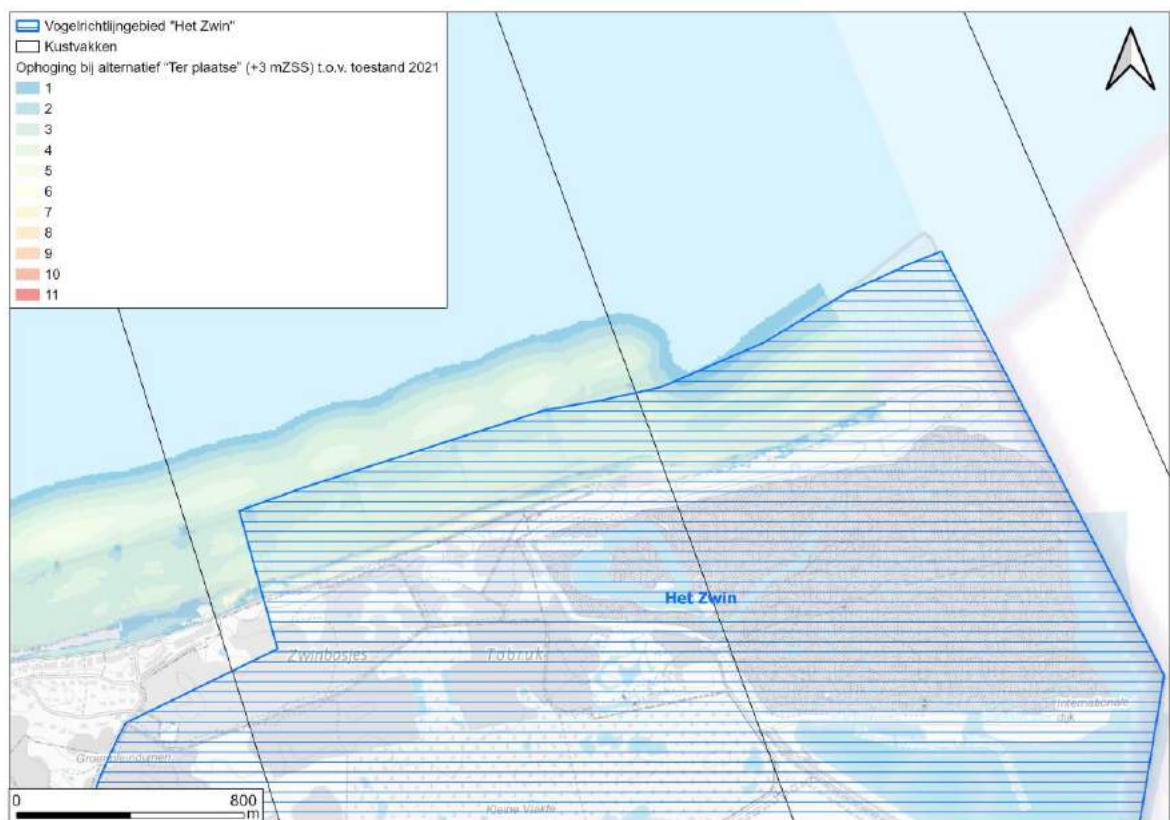 Vogelrichtlijngebied "Het Zwin"
Kustvakken
Ophoging bij alternatief "Ter plaatse" (+3 mZSS) t.o.v. toestand 2021
1
2
3
4
5
6
7
8
9
10
11
Het Zwin
Zwinbosjes
Tobruk
Internationale
dijk
Groenpleinduinen
Kleine Vlakte
0
800
m